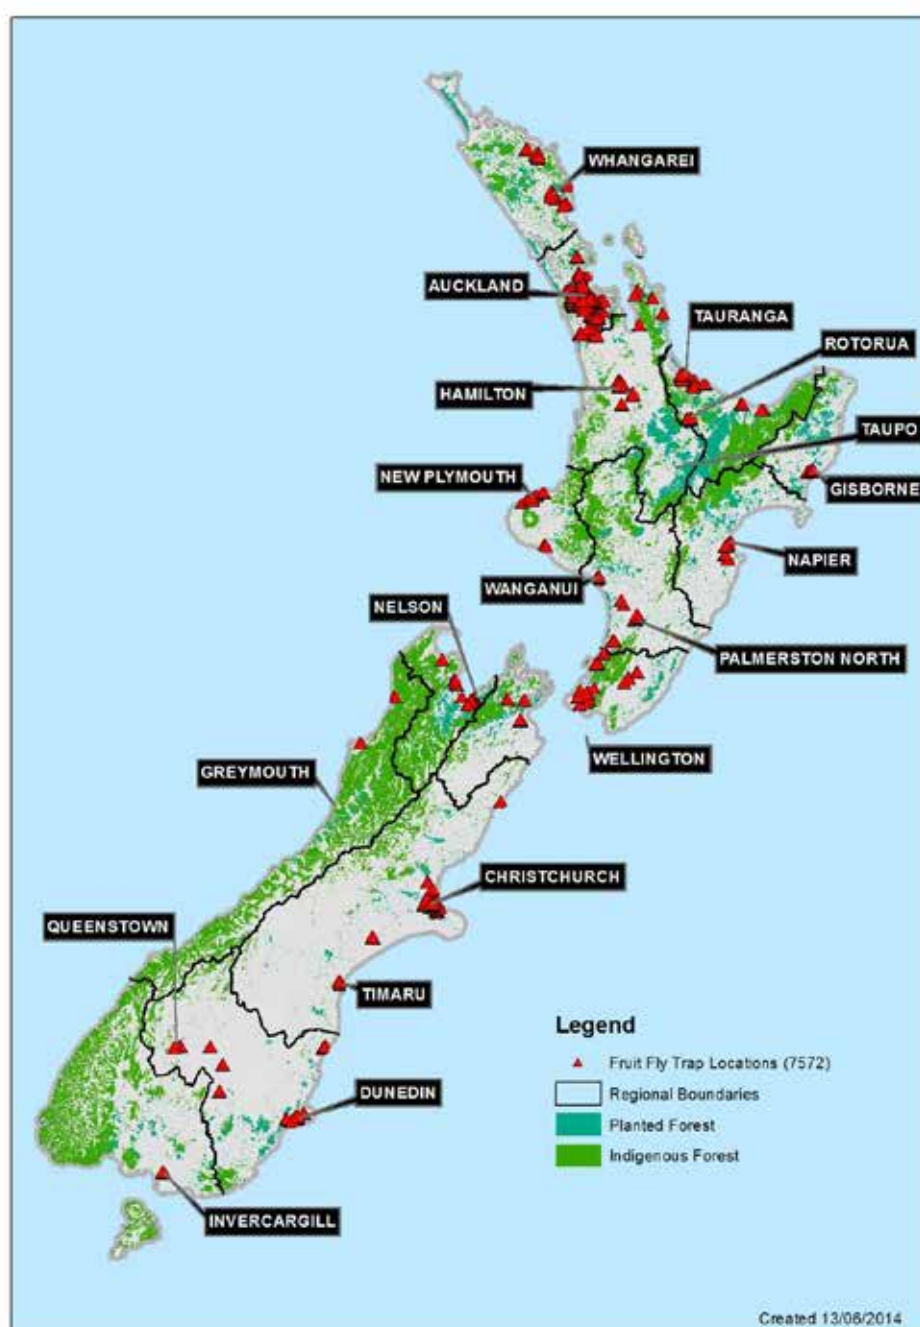 WHANGAREI
AUCKLAND
TAURANGA
ROTORUA
HAMILTON
TAUPO
NEW PLYMOUTH
GISBORNE
NAPIER
WANGANUI
NELSON
PALMERSTON NORTH
WELLINGTON
GREYMOUTH
CHRISTCHURCH
QUEENSTOWN
TIMARU
Legend
Fruit Fly Trap Locations (7572)
Regional Boundaries
DUNEDIN
Planted Forest
Indigenous Forest
INVERCARGILL
Created 13/06/2014